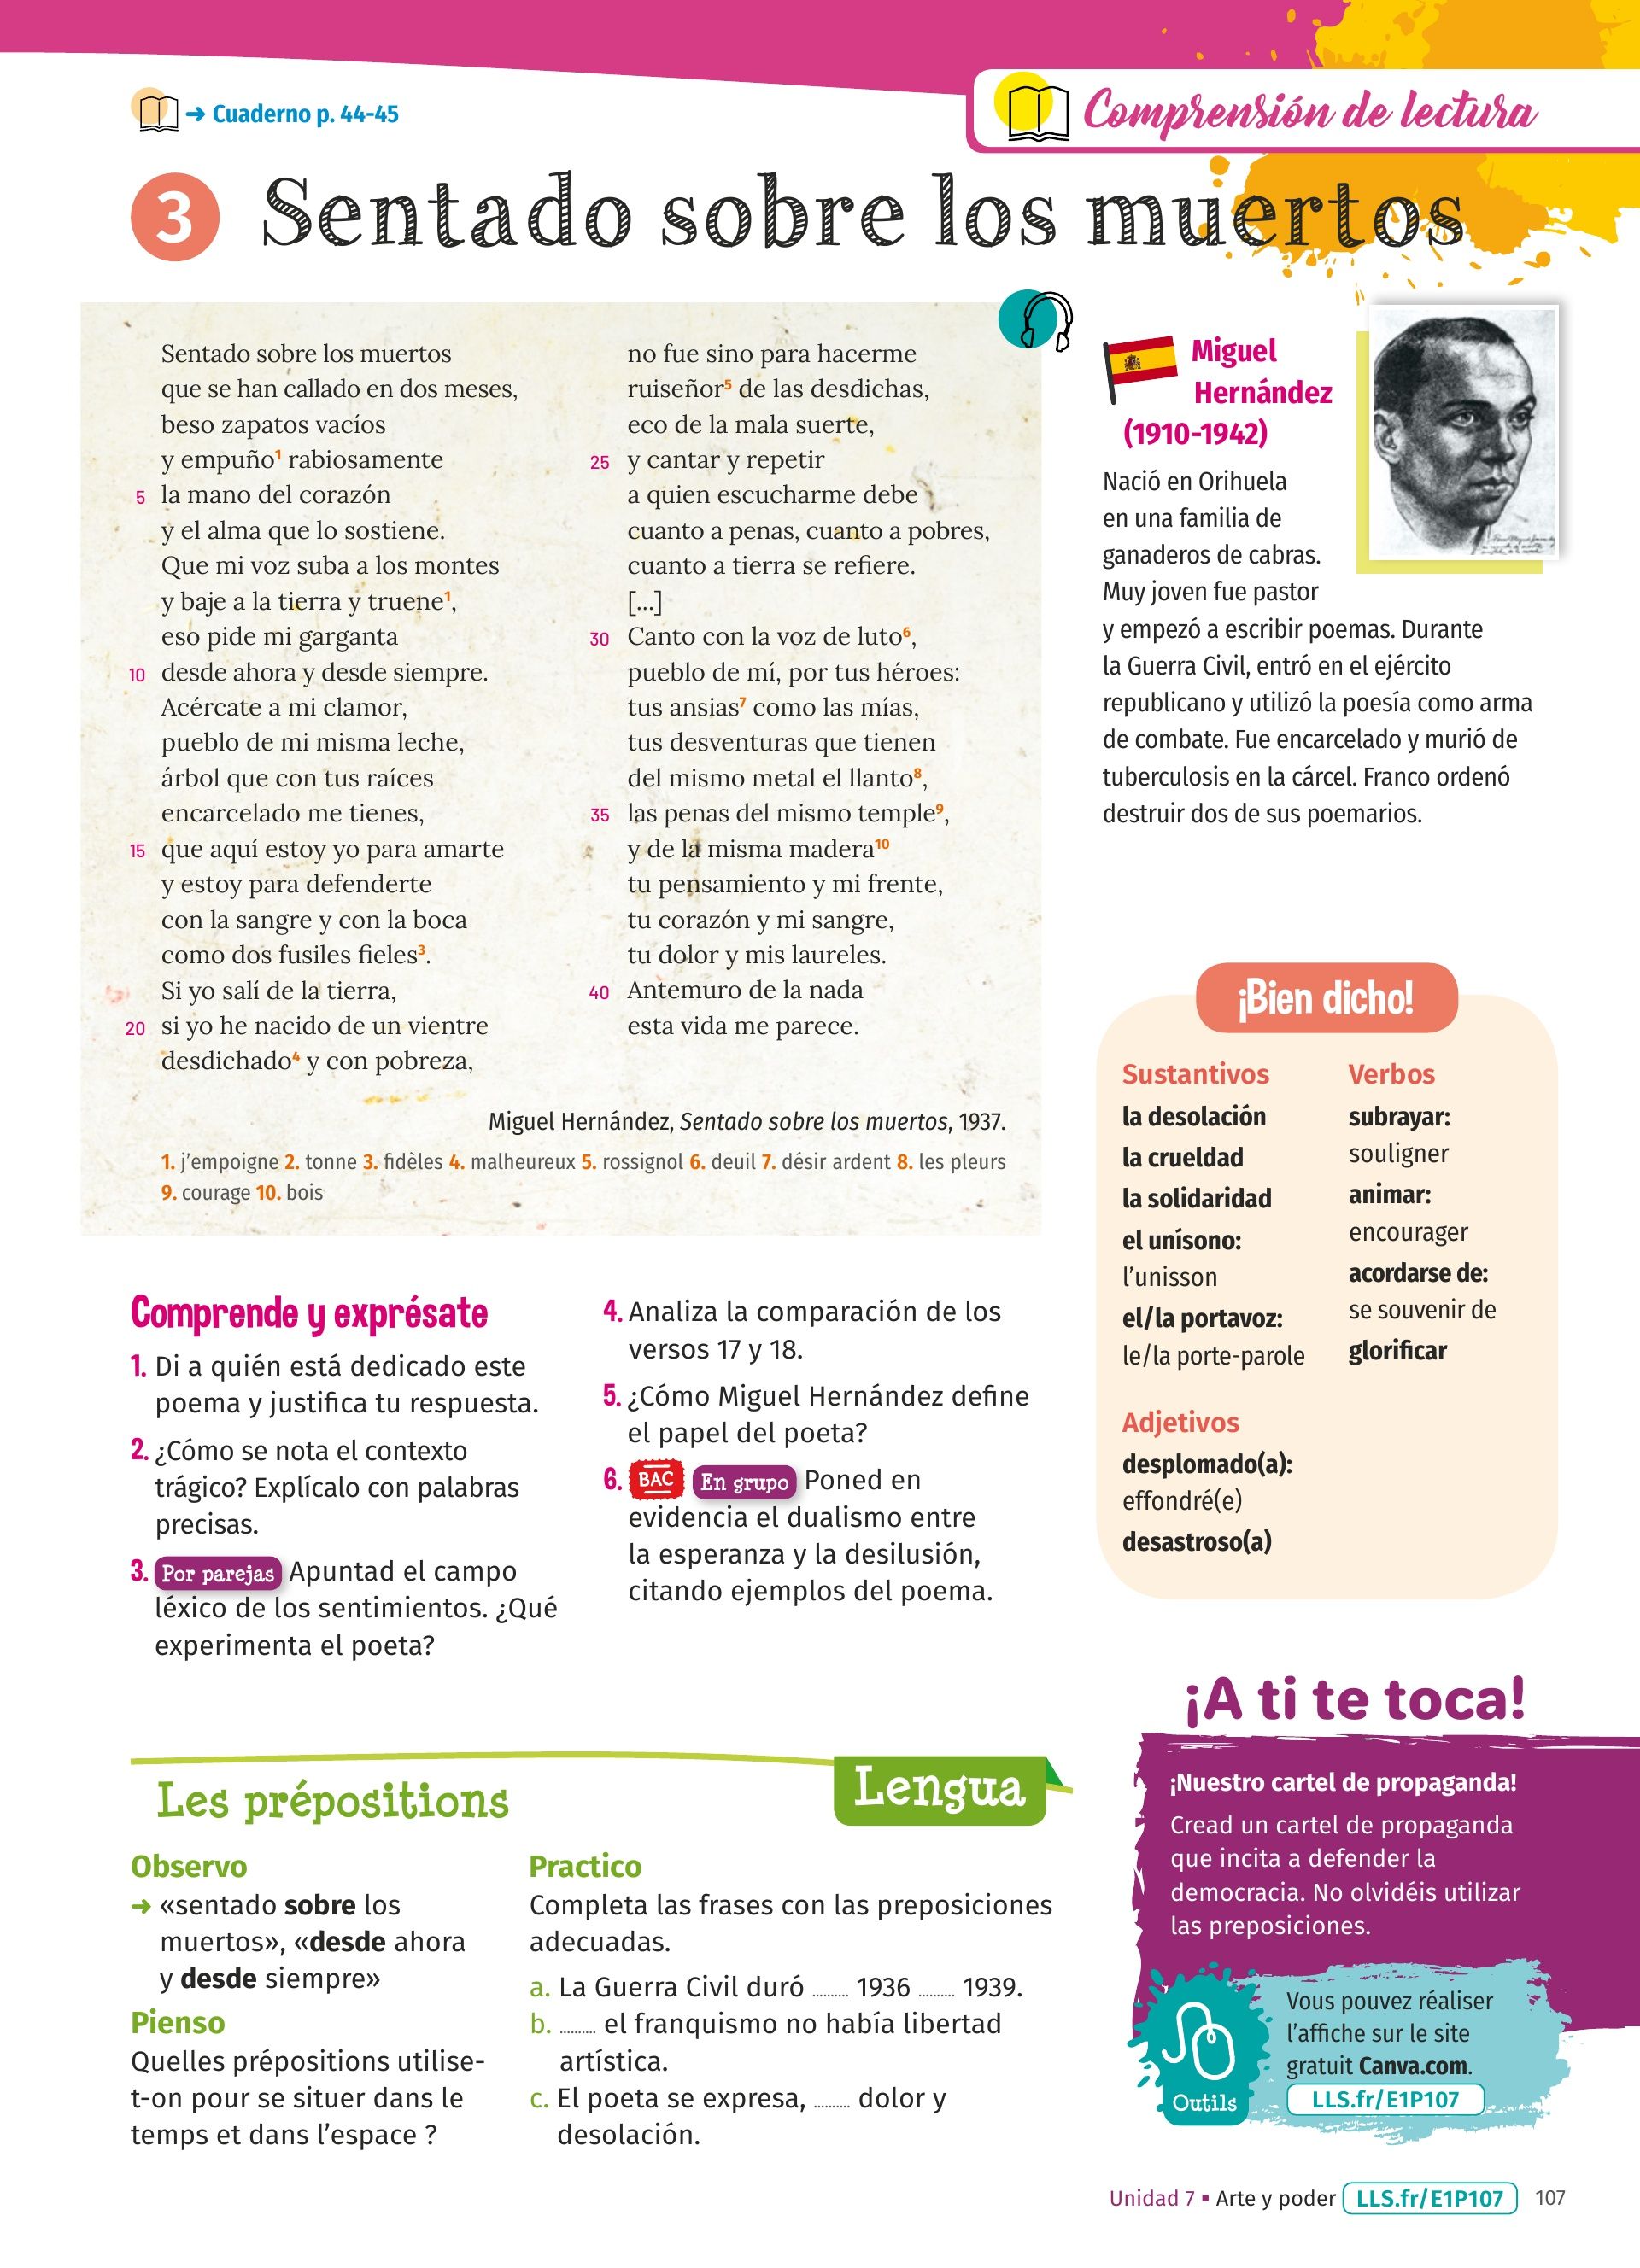 → Cuaderno p. 44-45
Comprensión de lectura
3 Sentado sobre los muertos
Sentado sobre los muertos
que se han callado en dos meses,
beso zapatos vacíos
y empuño¹ rabiosamente
5 la mano del corazón
y el alma que lo sostiene.
Que mi voz suba a los montes
y baje a la tierra y truene¹,
eso pide mi garganta
10 desde ahora y desde siempre.
Acércate a mi clamor,
pueblo de mi misma leche,
árbol que con tus raíces
encarcelado me tienes,
15 que aquí estoy yo para amarte
y estoy para defenderte
con la sangre y con la boca
como dos fusiles fieles³.
Si yo salí de la tierra,
20 si yo he nacido de un vientre
desdichado⁴ y con pobreza,
no fue sino para hacerme
ruiseñor⁵ de las desdichas,
eco de la mala suerte,
25 y cantar y repetir
a quien escucharme debe
cuanto a penas, cuanto a pobres,
cuanto a tierra se refiere.
[...]
30 Canto con la voz de luto⁶,
pueblo de mí, por tus héroes:
tus ansias⁷ como las mías,
tus desventuras que tienen
del mismo metal el llanto⁸,
35 las penas del mismo temple⁹,
y de la misma madera¹⁰
tu pensamiento y mi frente,
tu corazón y mi sangre,
tu dolor y mis laureles.
40 Antemuro de la nada
esta vida me parece.
Miguel Hernández, Sentado sobre los muertos, 1937.
1. j'empoigne 2. tonne 3. fidèles 4. malheureux 5. rossignol 6. deuil 7. désir ardent 8. les pleurs
9. courage 10. bois
Miguel
Hernández
(1910-1942)
Nació en Orihuela
en una familia de
ganaderos de cabras.
Muy joven fue pastor
y empezó a escribir poemas. Durante
la Guerra Civil, entró en el ejército
republicano y utilizó la poesía como arma
de combate. Fue encarcelado y murió de
tuberculosis en la cárcel. Franco ordenó
destruir dos de sus poemarios.
¡Bien dicho!
Sustantivos
la desolación
la crueldad
la solidaridad
el unísono:
l'unisson
el/la portavoz:
le/la porte-parole
Adjetivos
desplomado(a):
effondré(e)
desastroso(a)
Verbos
subrayar:
souligner
animar:
encourager
acordarse de:
se souvenir de
glorificar
Comprende y exprésate
1. Di a quién está dedicado este
poema y justifica tu respuesta.
2. ¿Cómo se nota el contexto
trágico? Explícalo con palabras
precisas.
3. Por parejas Apuntad el campo
léxico de los sentimientos. ¿Qué
experimenta el poeta?
4. Analiza la comparación de los
versos 17 y 18.
5. ¿Cómo Miguel Hernández define
el papel del poeta?
6. BAC En grupo Poned en
evidencia el dualismo entre
la esperanza y la desilusión,
citando ejemplos del poema.
Lengua
Les prépositions
Observo
→ «sentado sobre los
muertos», «desde ahora
y desde siempre»
Pienso
Quelles prépositions utilise-
t-on pour se situer dans le
temps et dans l'espace ?
Practico
Completa las frases con las preposiciones
adecuadas.
a. La Guerra Civil duró .......... 1936 .......... 1939.
b. .......... el franquismo no había libertad
artística.
c. El poeta se expresa, .......... dolor y
desolación.
¡A ti te toca!
¡Nuestro cartel de propaganda!
Cread un cartel de propaganda
que incita a defender la
democracia. No olvidéis utilizar
las preposiciones.
Outils
Vous pouvez réaliser
l'affiche sur le site
gratuit Canva.com.
LLS.fr/E1P107
Unidad 7 ▪ Arte y poder LLS.fr/E1P107 107